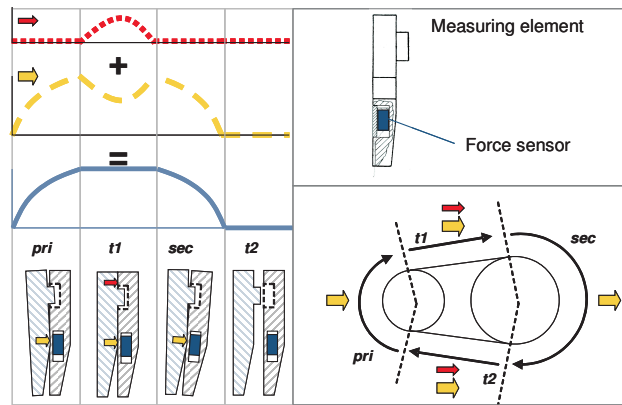 +
=
pri t1 sec t2
Measuring element
Force sensor
t1
sec
pri
t2